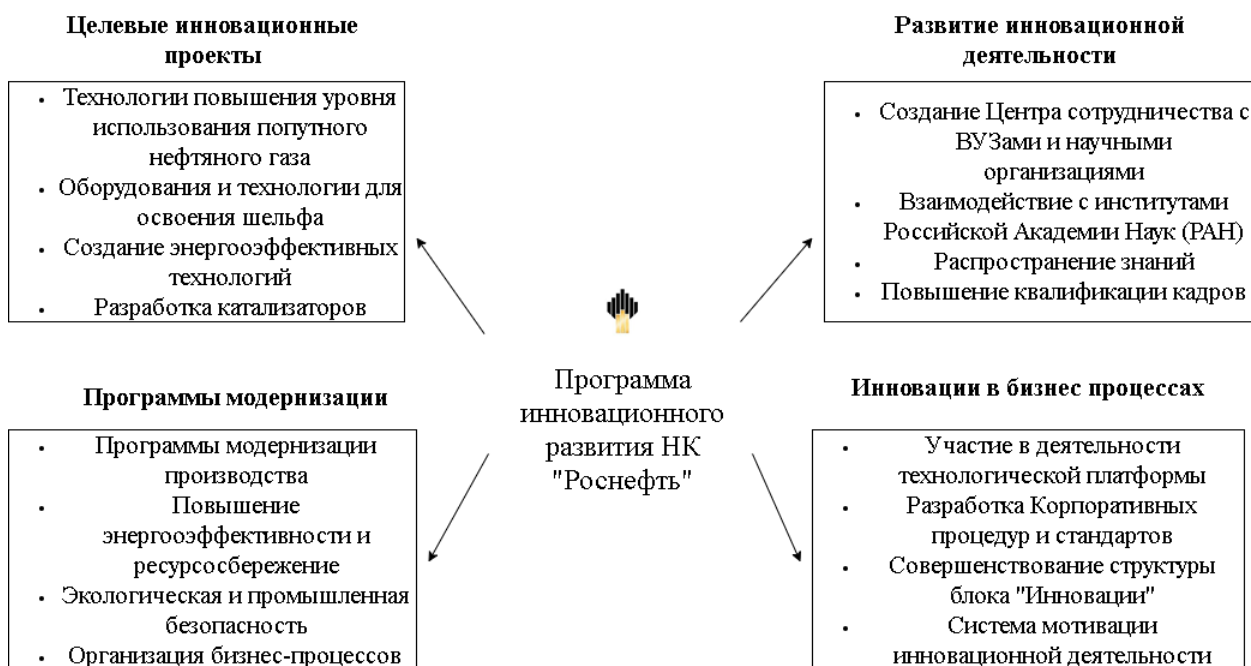 Целевые инновационные
проекты
• Технологии повышения уровня
использования попутного
нефтяного газа
• Оборудования и технологии для
освоения шельфа
• Создание энергооэффективных
технологий
• Разработка катализаторов
Развитие инновационной
деятельности
• Создание Центра сотрудничества с
ВУЗами и научными
организациями
• Взаимодействие с институтами
Российской Академии Наук (РАН)
• Распространение знаний
• Повышение квалификации кадров
Программа
инновационного
развития НК
"Роснефть"
Программы модернизации
• Программы модернизации
производства
• Повышение
энергооэффективности и
ресурсосбережение
• Экологическая и промышленная
безопасность
• Организация бизнес-процессов
Инновации в бизнес процессах
• Участие в деятельности
технологической платформы
• Разработка Корпоративных
процедур и стандартов
• Совершенствование структуры
блока "Инновации"
• Система мотивации
инновационной деятельности